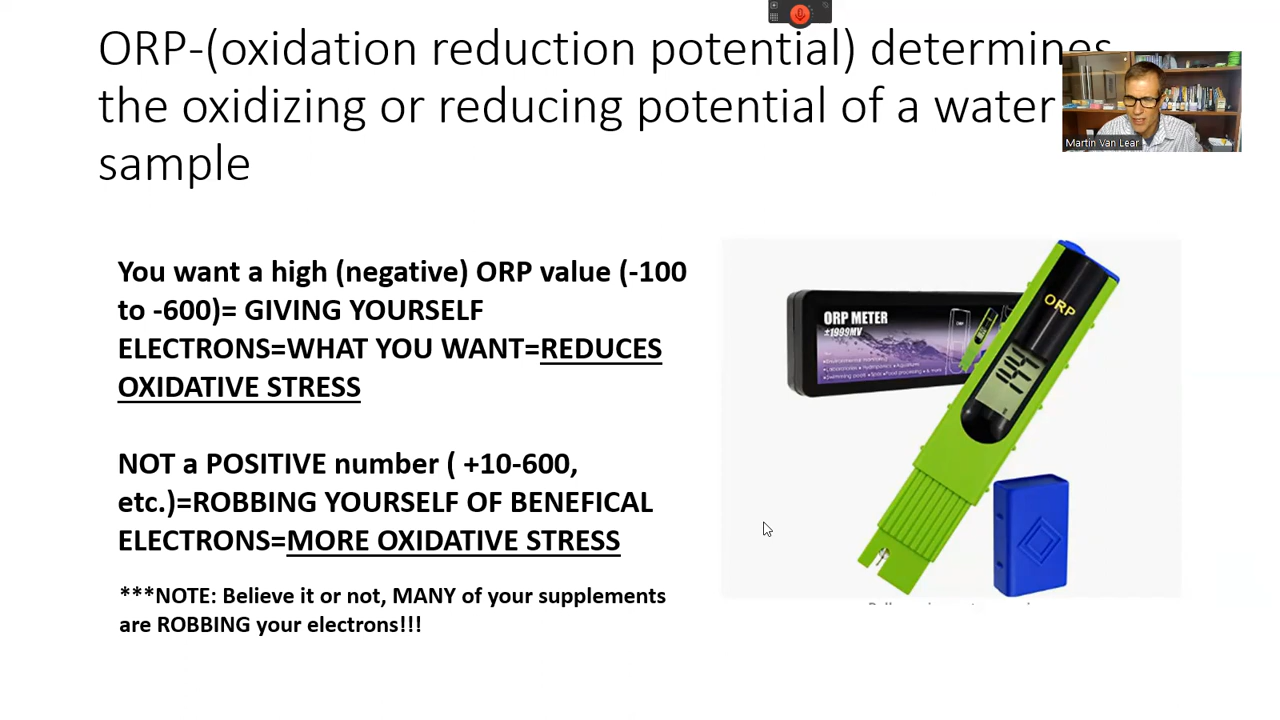 ORP-(oxidation reduction potential) determines
the oxidizing or reducing potential of a water
sample
Martin Van Lear
You want a high (negative) ORP value (-100
to -600)= GIVING YOURSELF
ELECTRONS=WHAT YOU WANT=REDUCES
OXIDATIVE STRESS
NOT a POSITIVE number ( +10-600,
etc.)=ROBBING YOURSELF OF BENEFICAL
ELECTRONS=MORE OXIDATIVE STRESS
***NOTE: Believe it or not, MANY of your supplements
are ROBBING your electrons!!!
ORP METER
±1999MV
ORP